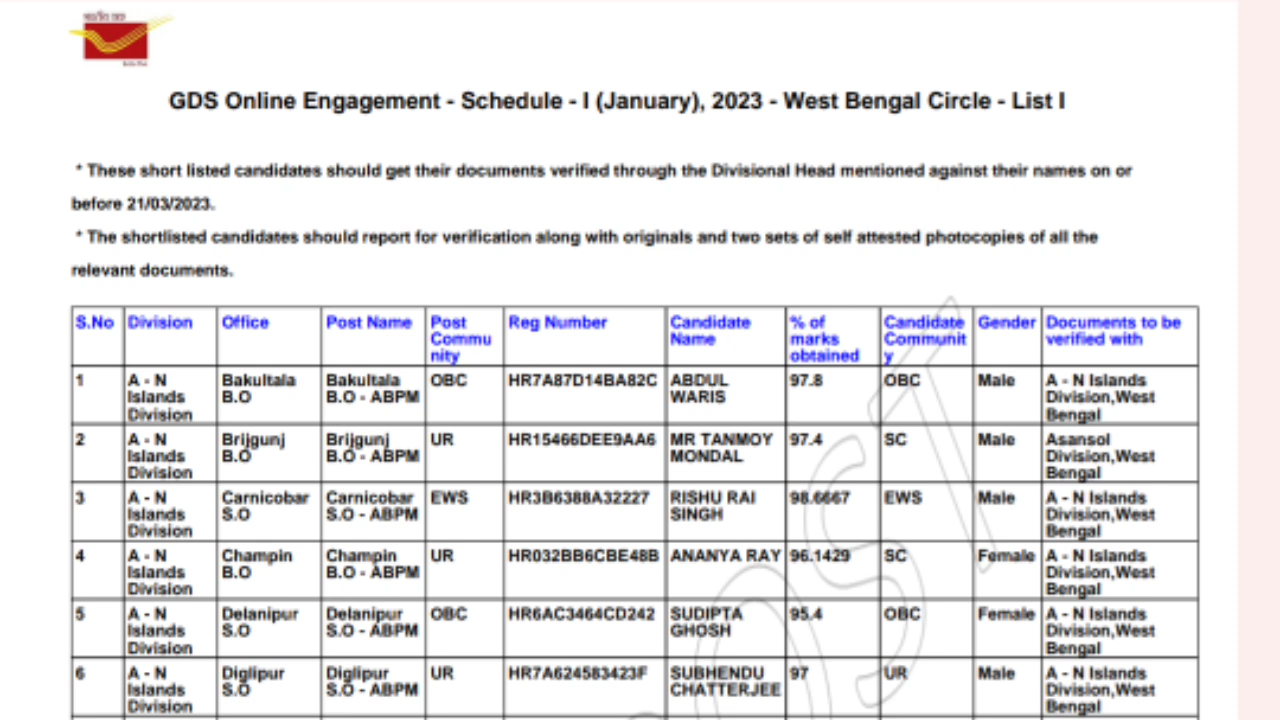 GDS Online Engagement - Schedule - I (January), 2023 - West Bengal Circle - List I
* These short listed candidates should get their documents verified through the Divisional Head mentioned against their names on or
before 21/03/2023.
* The shortlisted candidates should report for verification along with originals and two sets of self attested photocopies of all the
relevant documents.
S.No Division Office Post Name Post Commu nity Reg Number Candidate Name % of marks obtained Candidate Communit y Gender Documents to be verified with
1 A - N Islands Division Bakultala B.O Bakultala B.O - ABPM OBC HR7A87D14BA82C ABDUL WARIS 97.8 OBC Male A - N Islands Division,West Bengal
2 A - N Islands Division Brijgunj B.O Brijgunj B.O - ABPM UR HR15466DEE9AA6 MR TANMOY MONDAL 97.4 SC Male Asansol Division,West Bengal
3 A - N Islands Division Carnicobar S.O Carnicobar S.O - ABPM EWS HR3B6388A32227 RISHU RAI SINGH 98.6667 EWS Male A - N Islands Division,West Bengal
4 A - N Islands Division Champin B.O Champin B.O - ABPM UR HR032BB6CBE48B ANANYA RAY 96.1429 SC Female A - N Islands Division,West Bengal
5 A - N Islands Division Delanipur S.O Delanipur S.O - ABPM OBC HR6AC3464CD242 SUDIPTA GHOSH 95.4 OBC Female A - N Islands Division,West Bengal
6 A - N Islands Division Diglipur S.O Diglipur S.O - ABPM UR HR7A624583423F SUBHENDU CHATTERJEE 97 UR Male A - N Islands Division,West Bengal